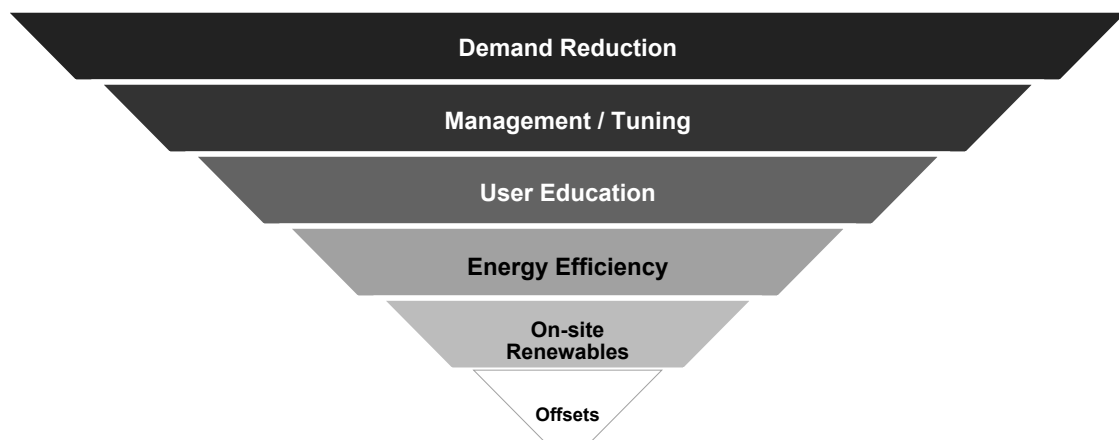 Demand Reduction
Management / Tuning
User Education
Energy Efficiency
On-site
Renewables
Offsets